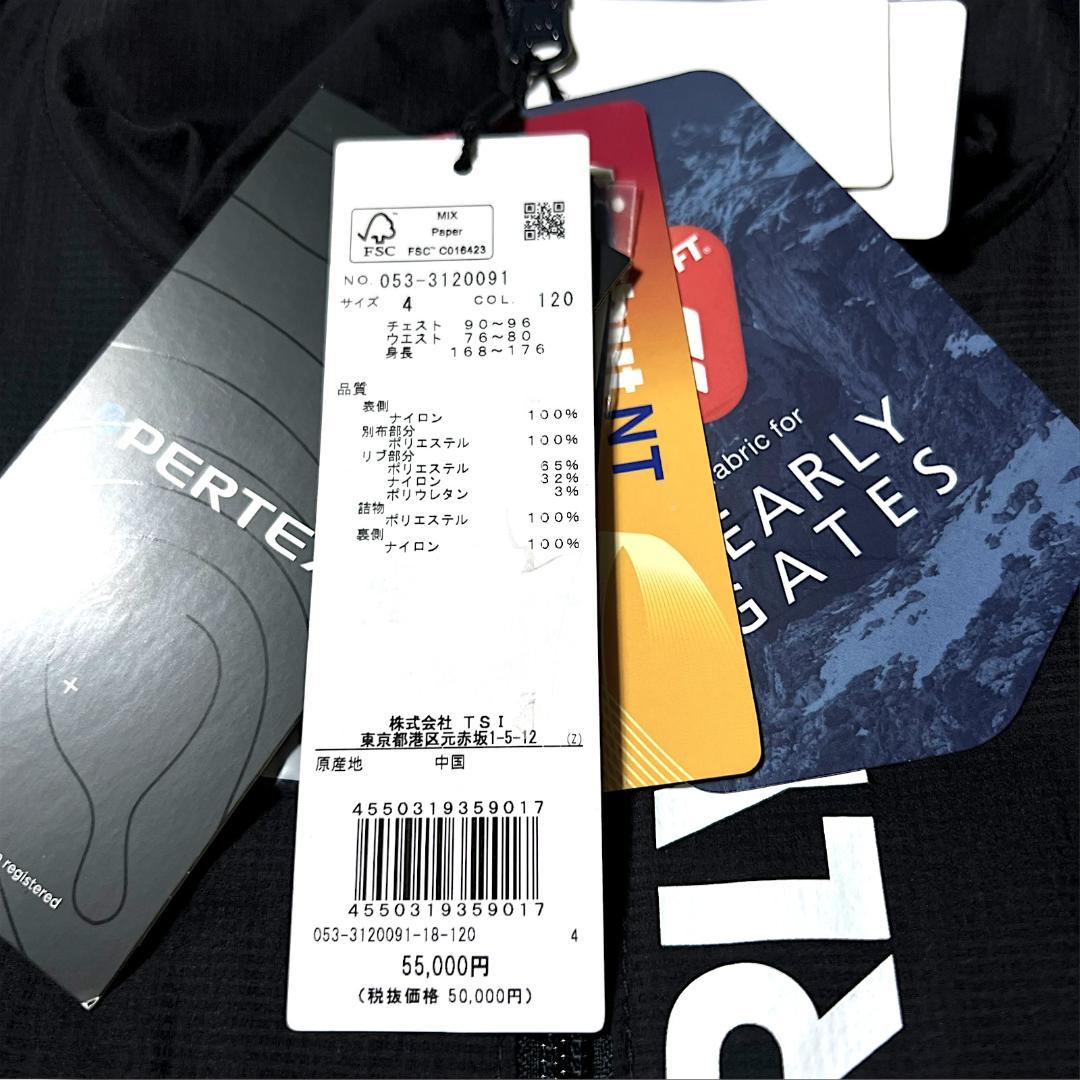 MIX
Paper
FSC™ C016423
FSC
NO. 053-3120091
サイズ 4 COL. 120
チェスト 90～96
ウエスト 76～80
身長 168～176
品質
表側
ナイロン 100%
別布部分
ポリエステル 100%
リブ部分
ポリエステル 65%
ナイロン 32%
ポリウレタン 3%
詰物
ポリエステル 100%
裏側
ナイロン 100%
株式会社 TSI
東京都港区元赤坂1-5-12 (Z)
原産地 中国
4550319359017
4550319359017
053-3120091-18-120 4
55,000円
(税抜価格 50,000円)
PERTEX
registered
NT
FT®
abric for
EARLY
GATES
RLY
R